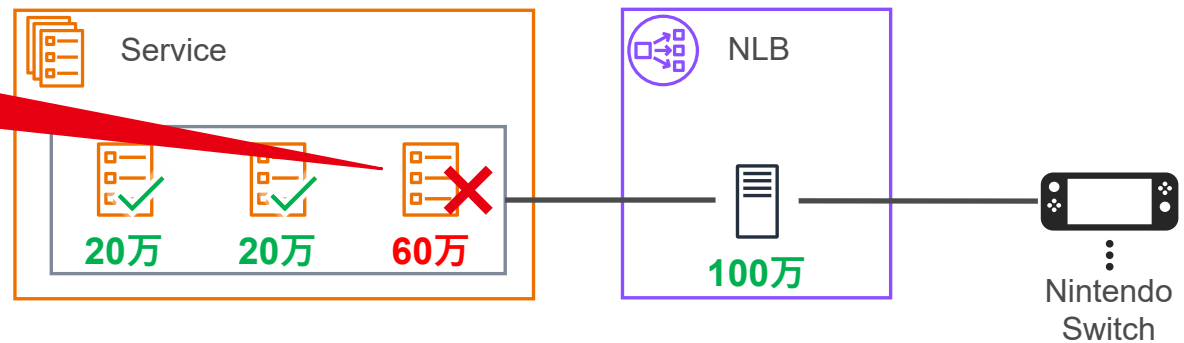 Service
NLB
20万
20万
60万
100万
Nintendo
Switch